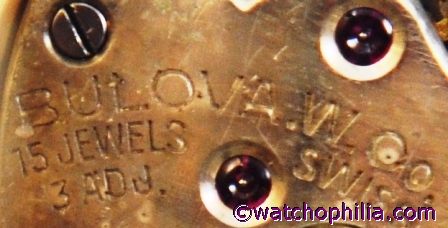 BULOVA.W.Co
15 JEWELS
3 ADJ.
SWISS
©watchophilia.com